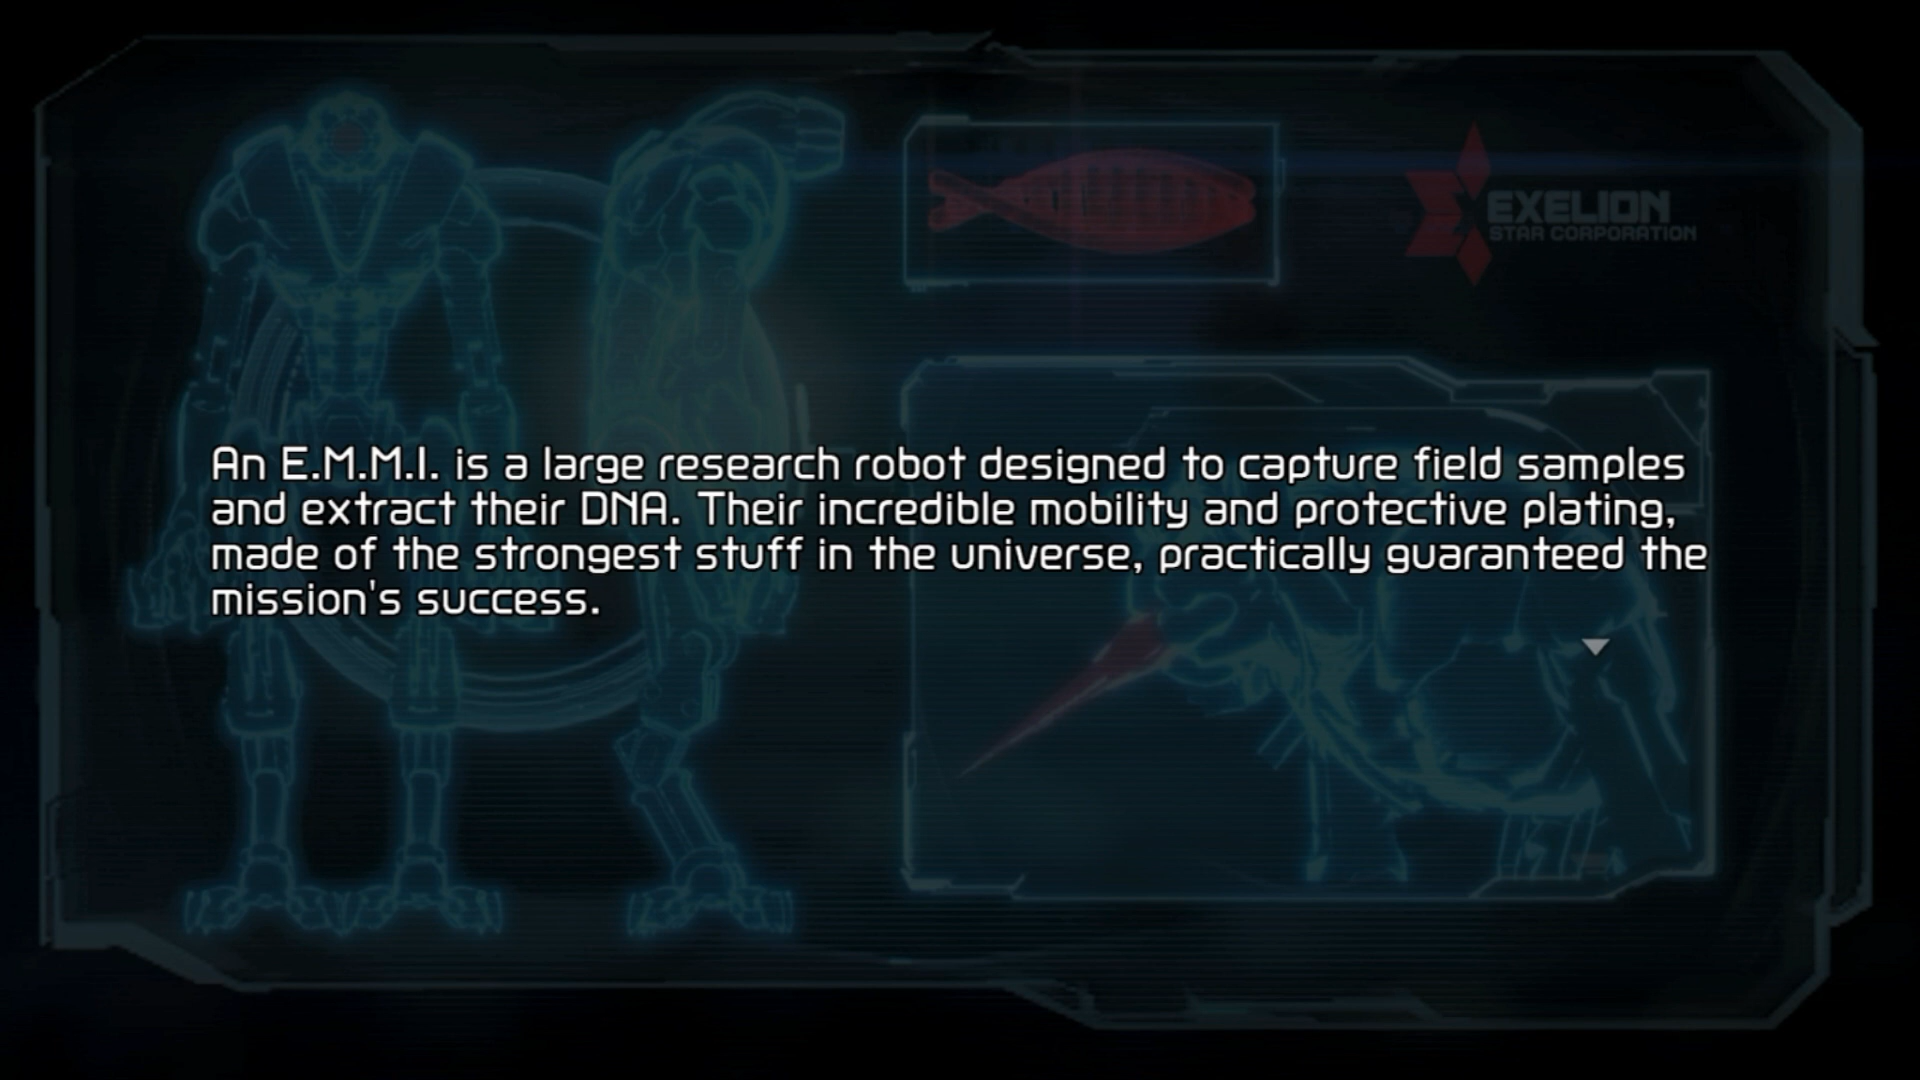 EXELION
STAR CORPORATION
An E.M.M.I. is a large research robot designed to capture field samples
and extract their DNA. Their incredible mobility and protective plating,
made of the strongest stuff in the universe, practically guaranteed the
mission's success.